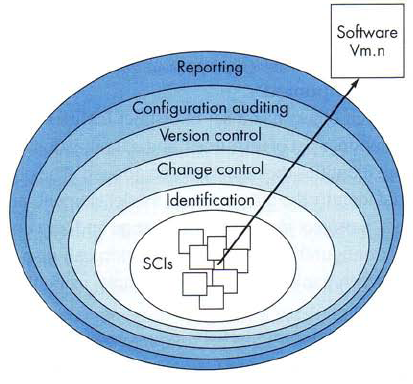 Software
Vm.n
Reporting
Configuration auditing
Version control
Change control
Identification
SCIs